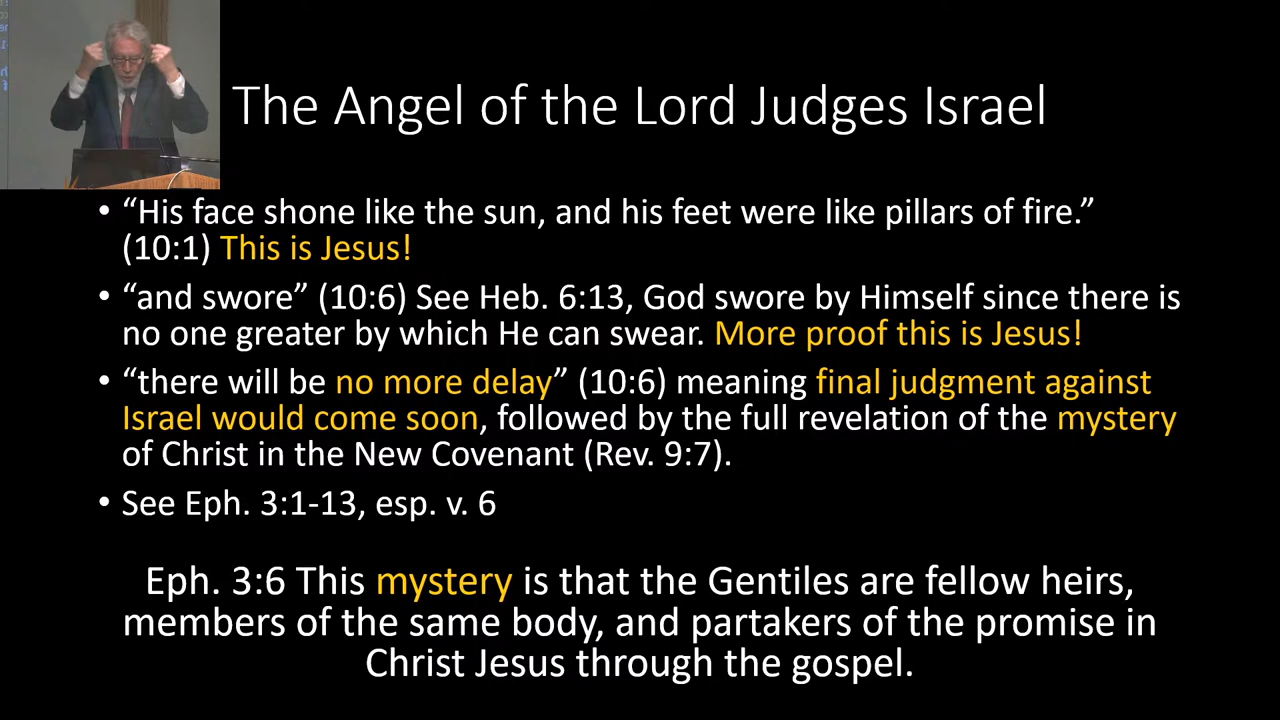 The Angel of the Lord Judges Israel
• “His face shone like the sun, and his feet were like pillars of fire.”
(10:1) This is Jesus!
• “and swore” (10:6) See Heb. 6:13, God swore by Himself since there is
no one greater by which He can swear. More proof this is Jesus!
• “there will be no more delay” (10:6) meaning final judgment against
Israel would come soon, followed by the full revelation of the mystery
of Christ in the New Covenant (Rev. 9:7).
• See Eph. 3:1-13, esp. v. 6
Eph. 3:6 This mystery is that the Gentiles are fellow heirs,
members of the same body, and partakers of the promise in
Christ Jesus through the gospel.